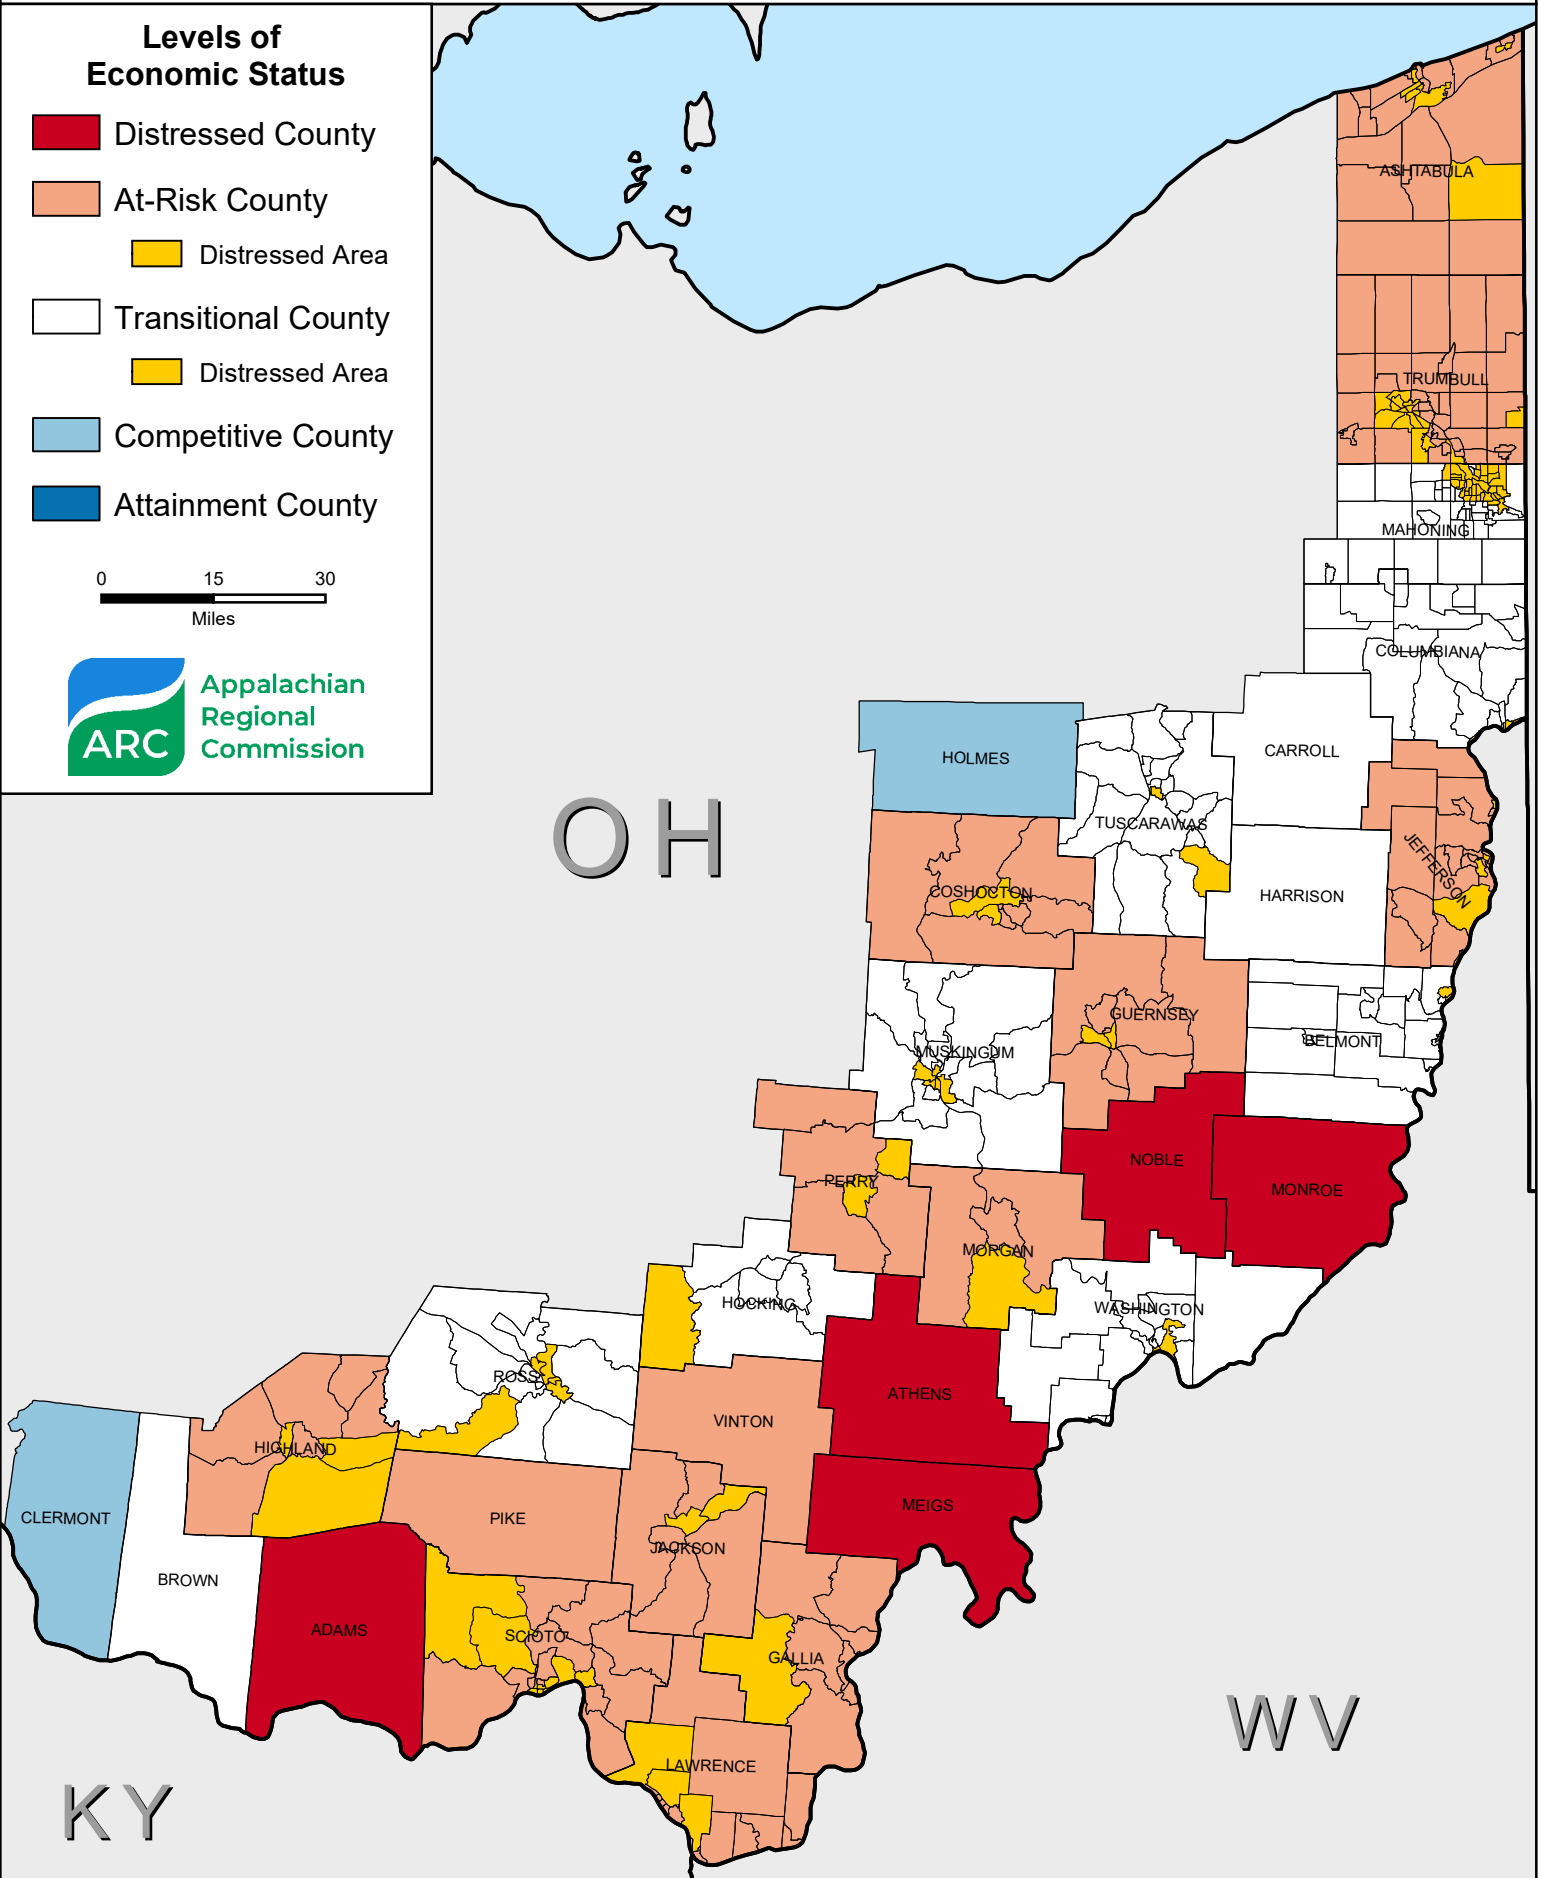 Levels of
Economic Status
Distressed County
At-Risk County
Distressed Area
Transitional County
Distressed Area
Competitive County
Attainment County
0 15 30
Miles
ARC
Appalachian
Regional
Commission
ASHTABULA
TRUMBULL
MAHONING
COLUMBIANA
CARROLL
HOLMES
TUSCARAWAS
OH
JEFFERSON
COSHOCTON
HARRISON
GUERNSEY
BELMONT
MUSKINGUM
NOBLE
PERRY
MONROE
MORGAN
HOCKING
WASHINGTON
ROSS
ATHENS
VINTON
HIGHLAND
MEIGS
CLERMONT
PIKE
JACKSON
BROWN
ADAMS
SCIOTO
GALLIA
WV
LAWRENCE
KY